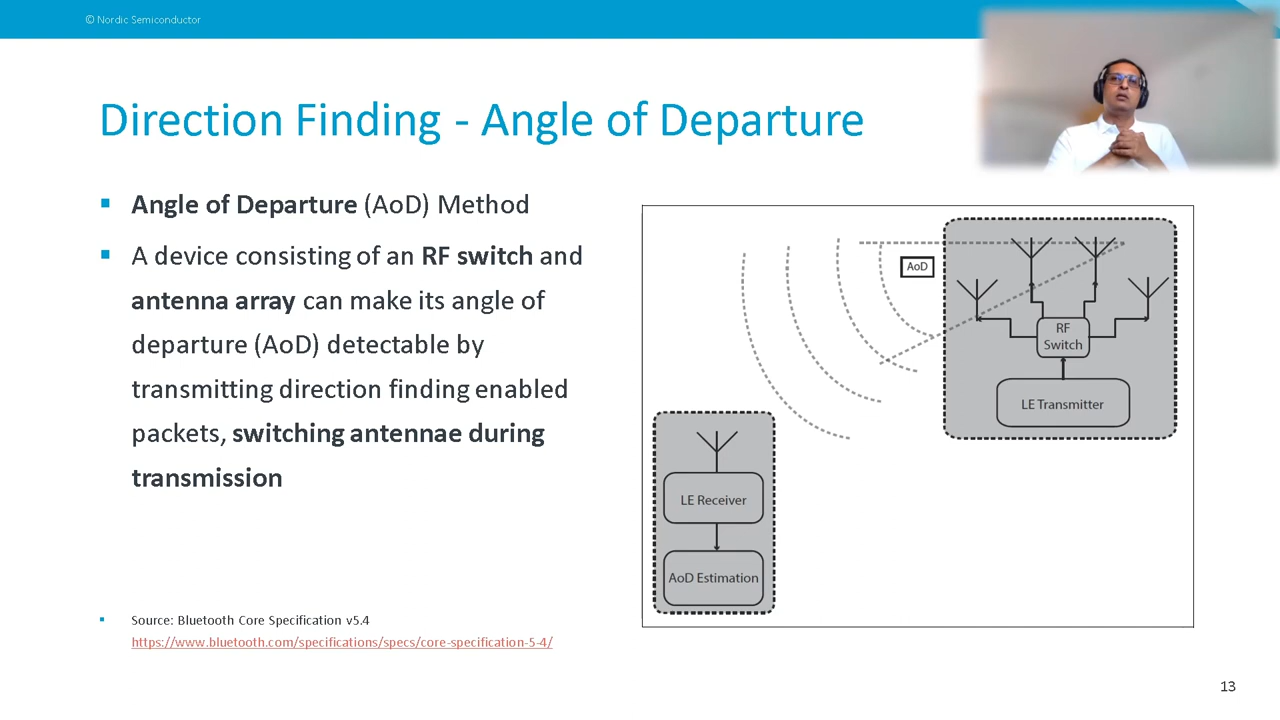 © Nordic Semiconductor
Direction Finding - Angle of Departure
Angle of Departure (AoD) Method
A device consisting of an RF switch and
antenna array can make its angle of
departure (AoD) detectable by
transmitting direction finding enabled
packets, switching antennae during
transmission
Source: Bluetooth Core Specification v5.4
https://www.bluetooth.com/specifications/specs/core-specification-5-4/
AoD
RF
Switch
LE Transmitter
LE Receiver
AoD Estimation
13